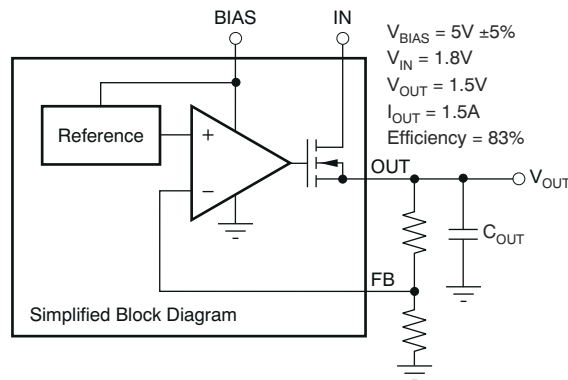 BIAS
IN
V_BIAS = 5V ±5%
V_IN = 1.8V
V_OUT = 1.5V
I_OUT = 1.5A
Efficiency = 83%
Reference
+
−
OUT
V_OUT
C_OUT
FB
Simplified Block Diagram